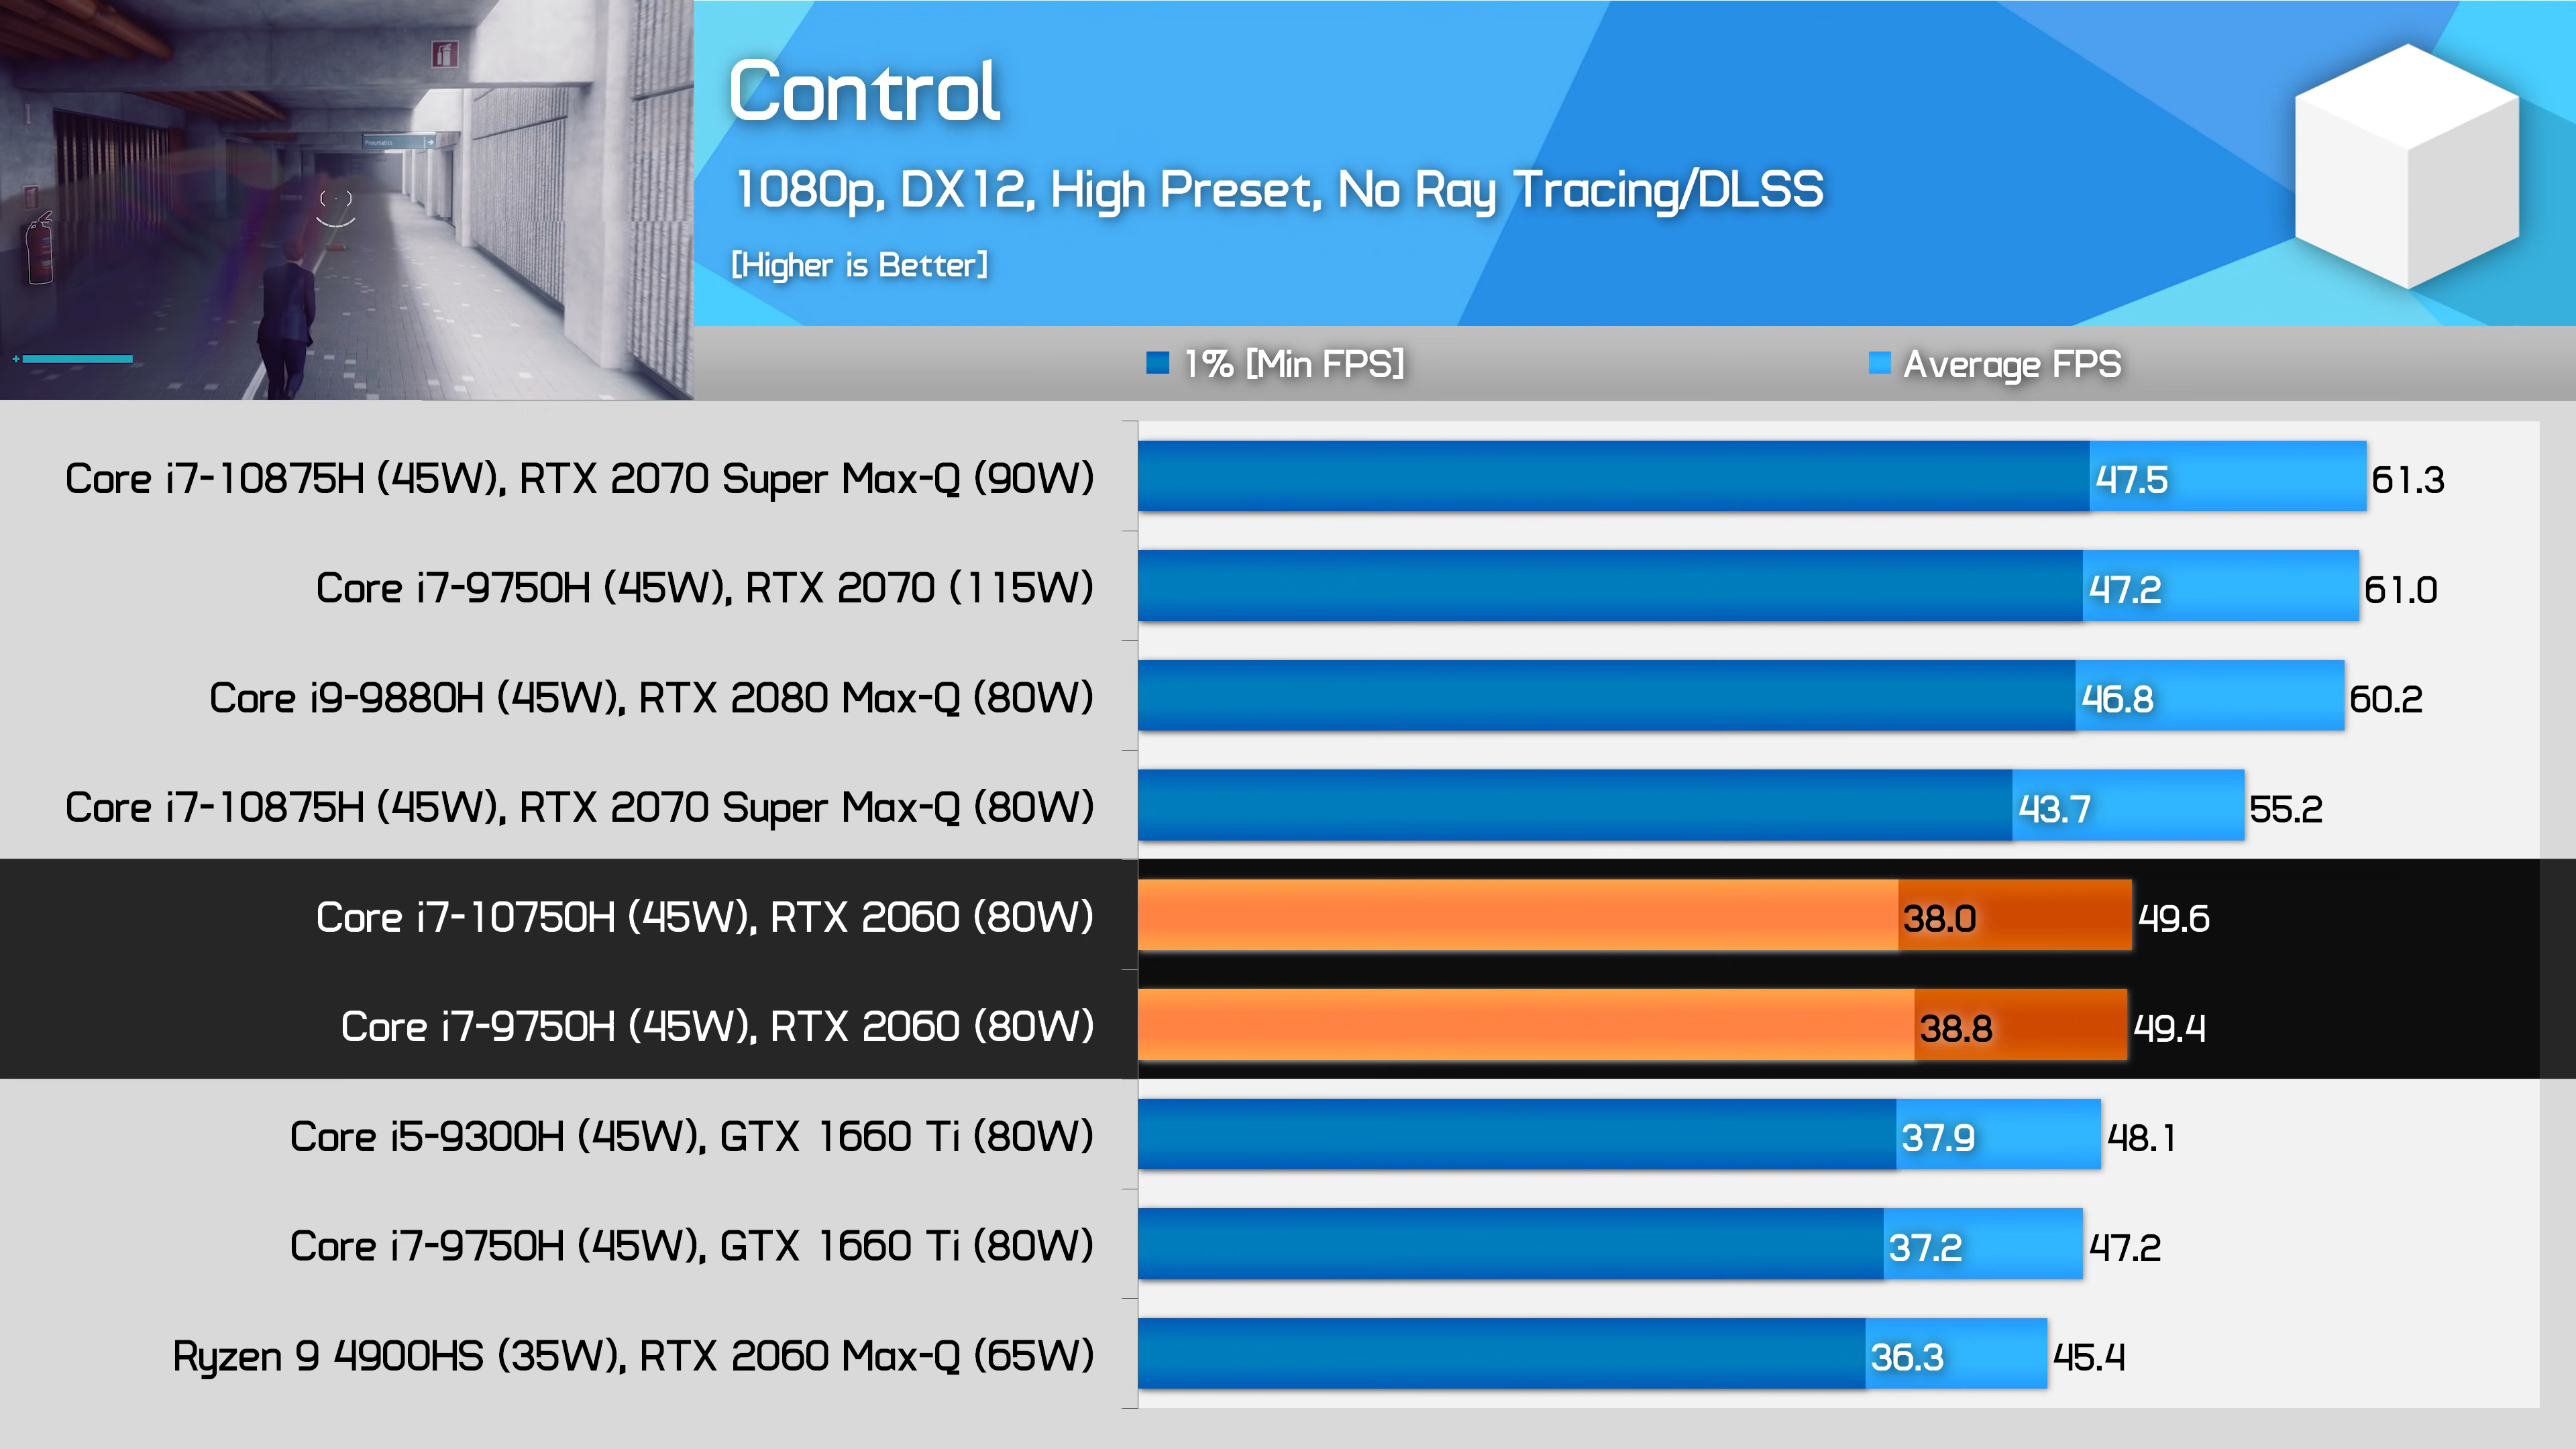 Pneumatics →
Control
1080p, DX12, High Preset, No Ray Tracing/DLSS
[Higher is Better]
1% [Min FPS] Average FPS
Core i7-10875H (45W), RTX 2070 Super Max-Q (90W) 47.5 61.3
Core i7-9750H (45W), RTX 2070 (115W) 47.2 61.0
Core i9-9880H (45W), RTX 2080 Max-Q (80W) 46.8 60.2
Core i7-10875H (45W), RTX 2070 Super Max-Q (80W) 43.7 55.2
Core i7-10750H (45W), RTX 2060 (80W) 38.0 49.6
Core i7-9750H (45W), RTX 2060 (80W) 38.8 49.4
Core i5-9300H (45W), GTX 1660 Ti (80W) 37.9 48.1
Core i7-9750H (45W), GTX 1660 Ti (80W) 37.2 47.2
Ryzen 9 4900HS (35W), RTX 2060 Max-Q (65W) 36.3 45.4